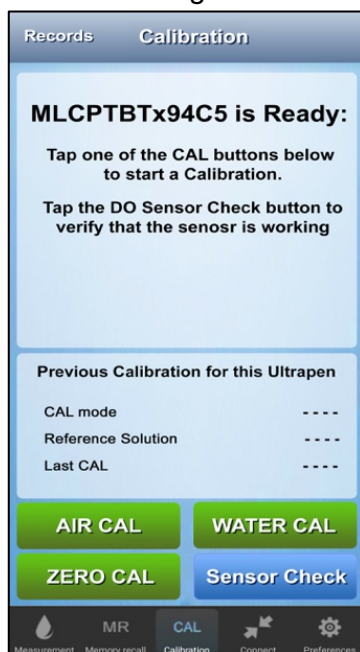 Records Calibration
MLCPTBTx94C5 is Ready:
Tap one of the CAL buttons below
to start a Calibration.
Tap the DO Sensor Check button to
verify that the senosr is working
Previous Calibration for this Ultrapen
CAL mode - - - -
Reference Solution - - - -
Last CAL - - - -
AIR CAL WATER CAL
ZERO CAL Sensor Check
MR CAL
Measurement Memory recall Calibration Connect Preferences